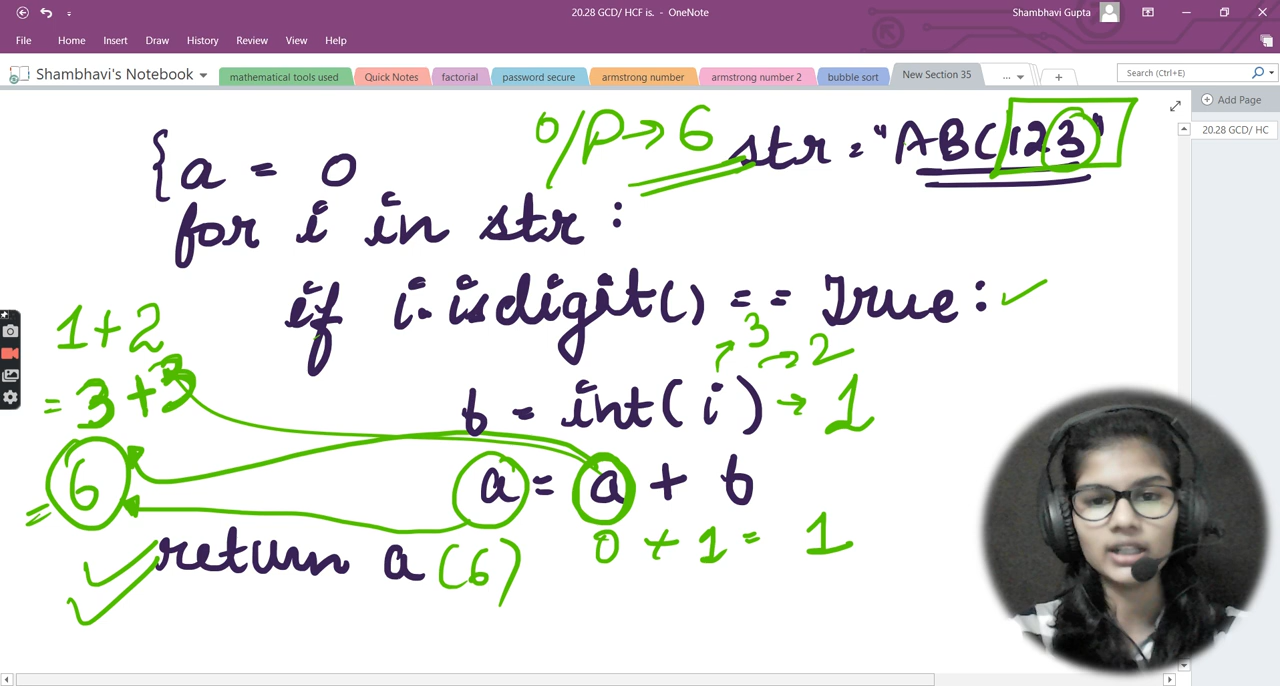 20.28 GCD/ HCF is. - OneNote
Shambhavi Gupta
File Home Insert Draw History Review View Help
Shambhavi's Notebook
mathematical tools used Quick Notes factorial password secure armstrong number armstrong number 2 bubble sort New Section 35 ... +
Search (Ctrl+E)
Add Page
20.28 GCD/ HC
O/P → 6 str = "ABC123"
{a = 0
for i in str :
if i.isdigit() == True: ✓
1+2
= 3+3
= 6
3
→ 2
b = int(i) → 1
a = a + b
0 + 1 = 1
return a (6)